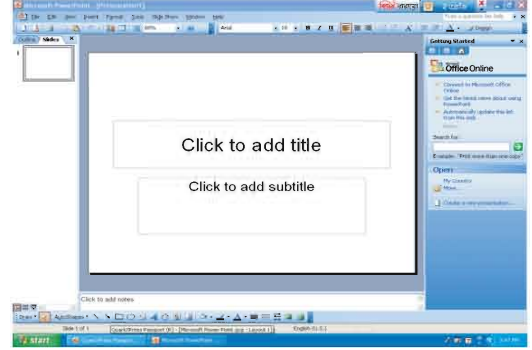 Microsoft PowerPoint - [Presentation1]
File Edit View Insert Format Tools Slide Show Window Help
Arial
Design
Outline Slides
1
Getting Started
Office Online
Connect to Microsoft Office Online
Get the latest news about using PowerPoint
Automatically update this list from the web
Search for:
Example: "Print more than one copy"
Open
More...
Create a new presentation...
Click to add title
Click to add subtitle
Click to add notes
Draw AutoShapes
Slide 1 of 1
English (U.S.)
start